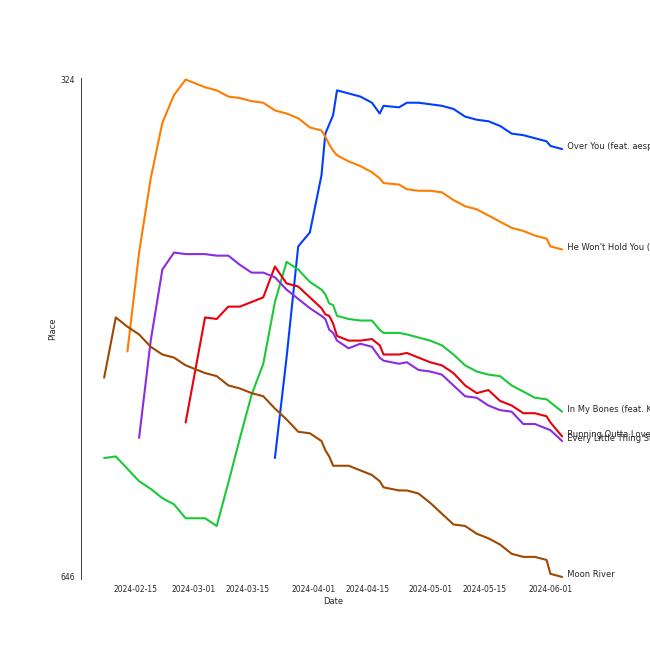 324
Over You (feat. aesp
He Won't Hold You (
Place
In My Bones (feat. K
Running Outta Love
Every Little Thing S
Moon River
646
2024-02-15 2024-03-01 2024-03-15 2024-04-01 2024-04-15 2024-05-01 2024-05-15 2024-06-01
Date